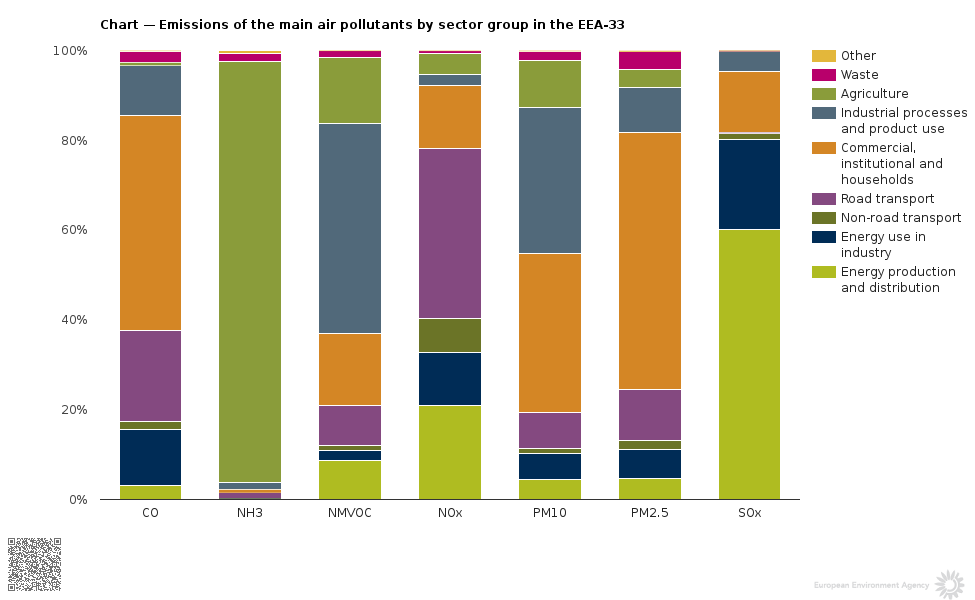 Chart — Emissions of the main air pollutants by sector group in the EEA-33
100%
80%
60%
40%
20%
0%
CO
NH3
NMVOC
NOx
PM10
PM2.5
SOx
Other
Waste
Agriculture
Industrial processes
and product use
Commercial,
institutional and
households
Road transport
Non-road transport
Energy use in
industry
Energy production
and distribution
European Environment Agency